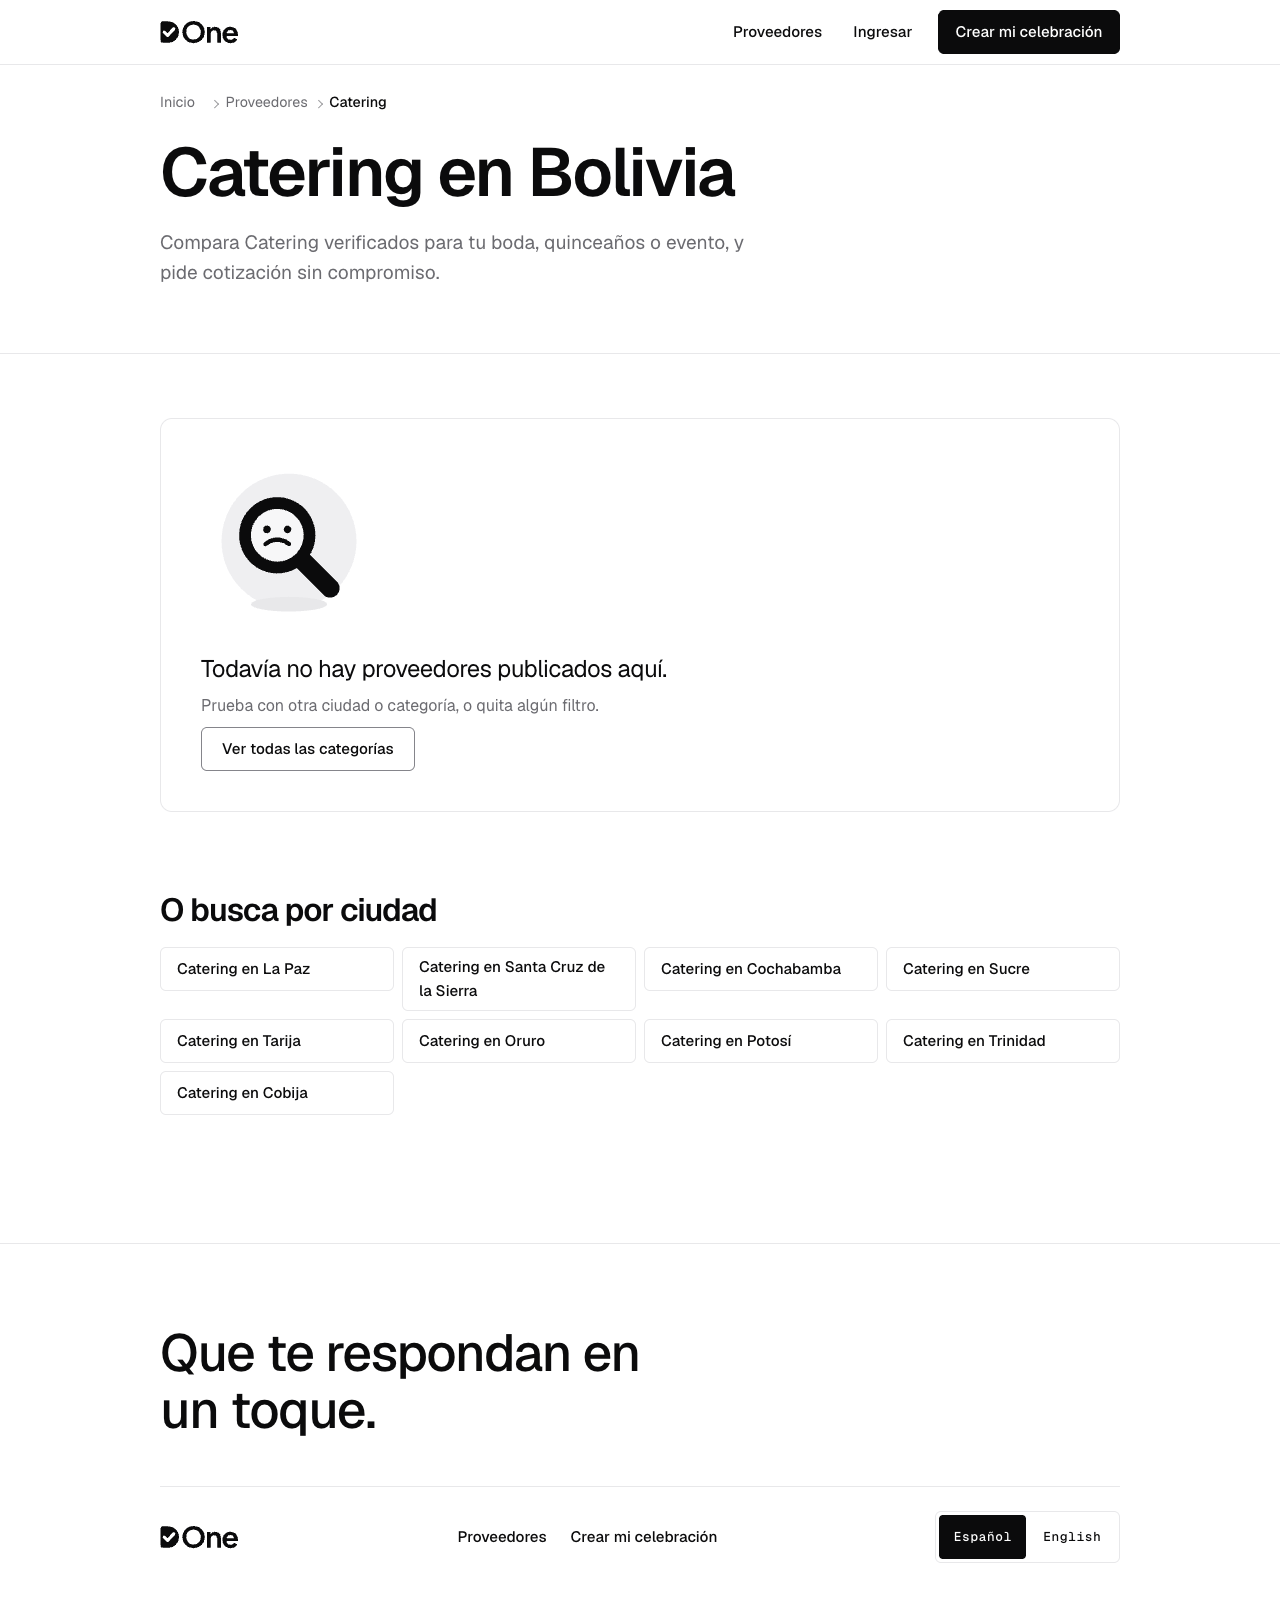 DOne
Proveedores
Ingresar
Crear mi celebración
Inicio
Proveedores
Catering
Catering en Bolivia
Compara Catering verificados para tu boda, quinceaños o evento, y
pide cotización sin compromiso.
Todavía no hay proveedores publicados aquí.
Prueba con otra ciudad o categoría, o quita algún filtro.
Ver todas las categorías
O busca por ciudad
Catering en La Paz
Catering en Santa Cruz de
la Sierra
Catering en Cochabamba
Catering en Sucre
Catering en Tarija
Catering en Oruro
Catering en Potosí
Catering en Trinidad
Catering en Cobija
Que te respondan en
un toque.
DOne
Proveedores
Crear mi celebración
Español
English